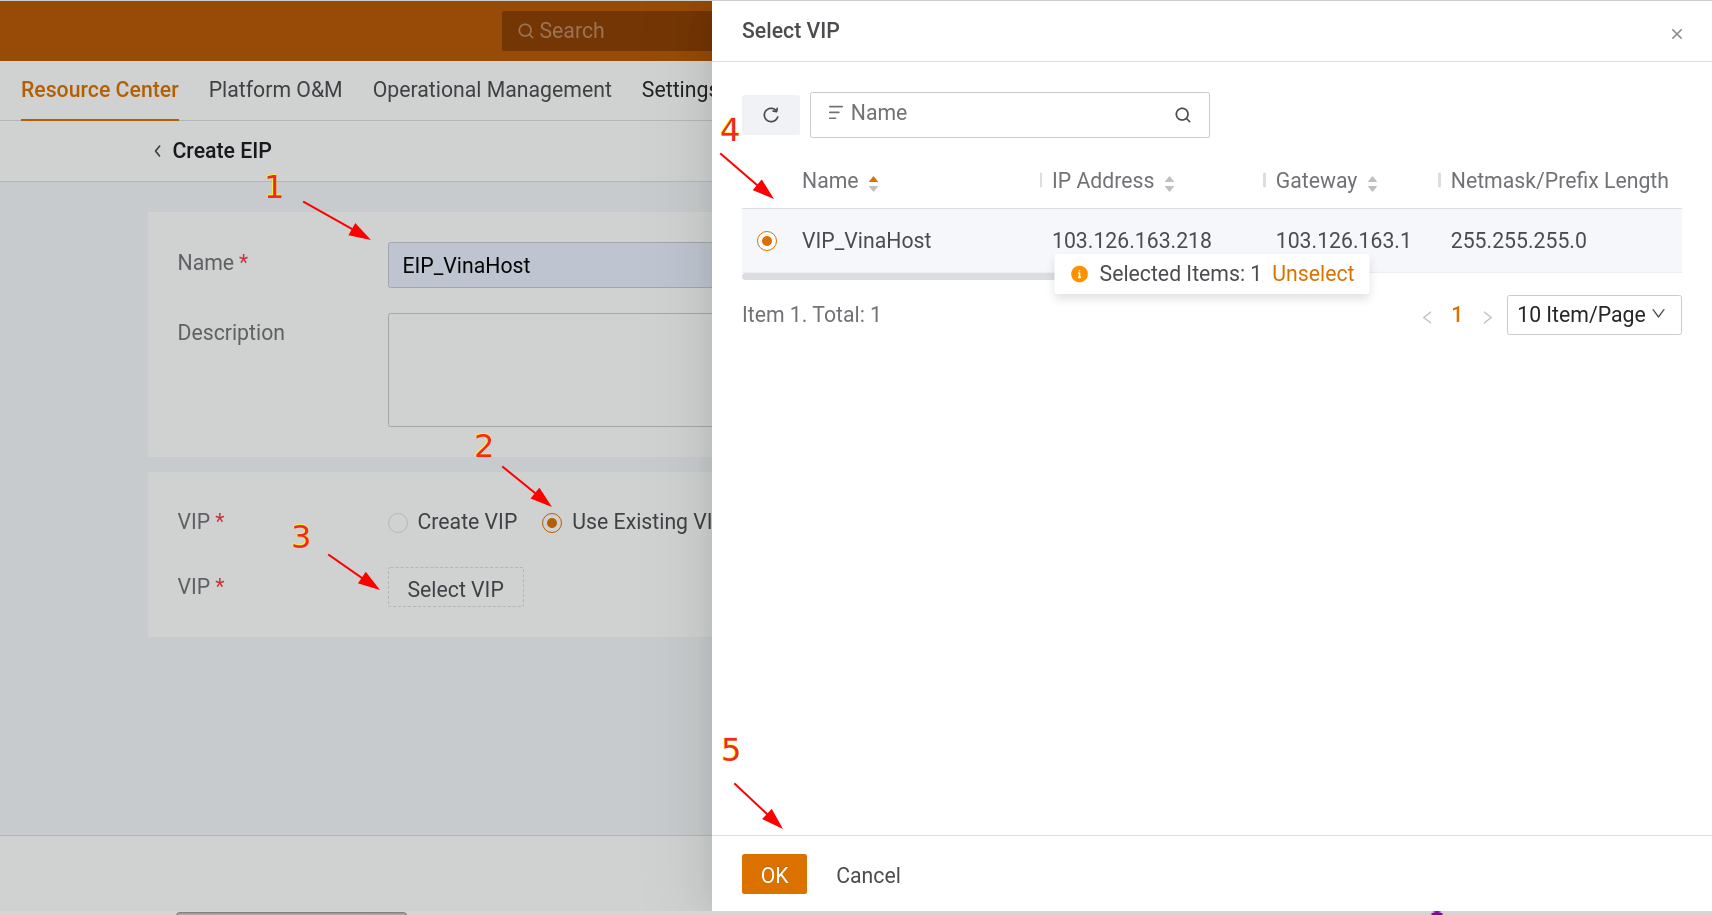 Search
Resource Center Platform O&M Operational Management Settings
Create EIP
1
Name *
EIP_VinaHost
Description
2
VIP *
Create VIP
Use Existing VI
3
VIP *
Select VIP
Select VIP
Name
4
Name IP Address Gateway Netmask/Prefix Length
VIP_VinaHost 103.126.163.218 103.126.163.1 255.255.255.0
Selected Items: 1 Unselect
Item 1. Total: 1
1
10 Item/Page
5
OK Cancel